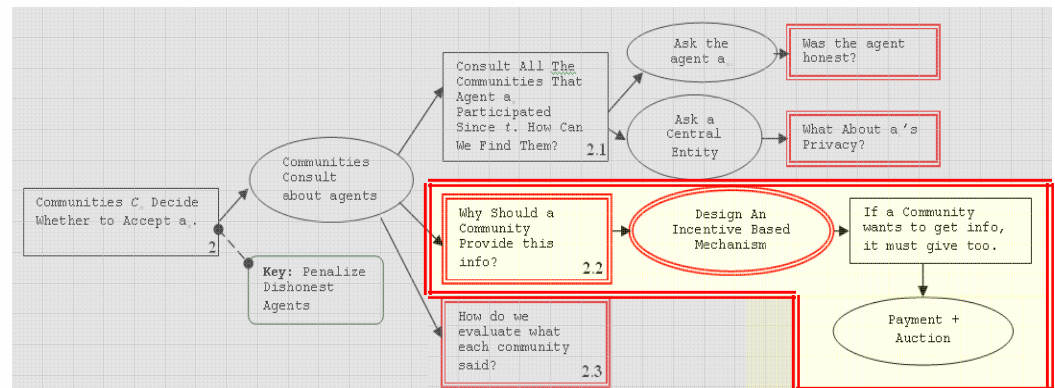 Communities C Decide
Whether to Accept a .
2
Key: Penalize
Dishonest
Agents
Communities
Consult
about agents
Consult All The
Communities That
Agent a
Participated
Since t. How Can
We Find Them?
2.1
Ask the
agent a
Was the agent
honest?
Ask a
Central
Entity
What About a's
Privacy?
Why Should a
Community
Provide this
info?
2.2
Design An
Incentive Based
Mechanism
If a Community
wants to get info,
it must give too.
Payment +
Auction
How do we
evaluate what
each community
said?
2.3